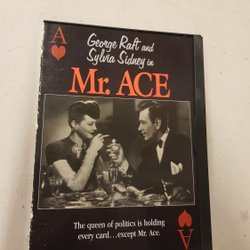 A
George Raft and
Sylvia Sidney in
Mr. ACE
The queen of politics is holding
every card...except Mr. Ace.
A